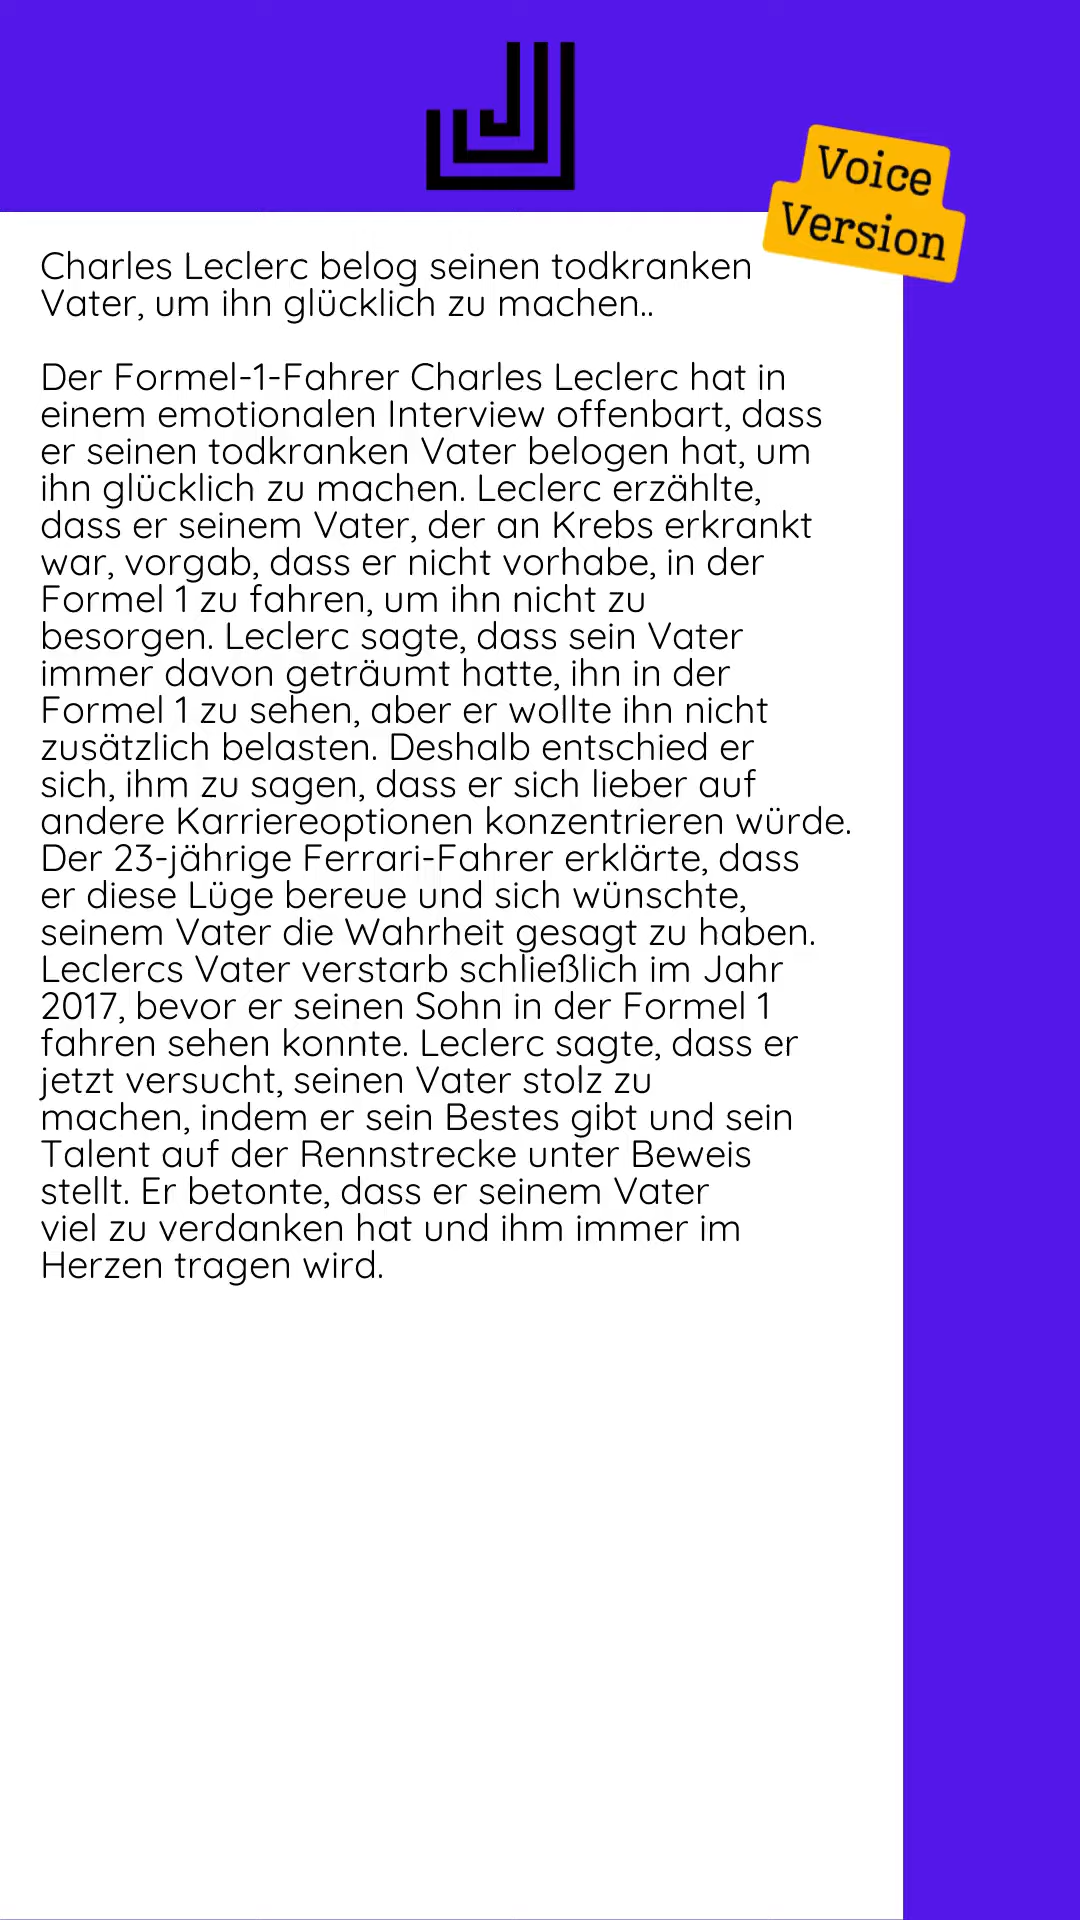 Voice
Version
Charles Leclerc belog seinen todkranken
Vater, um ihn glücklich zu machen..
Der Formel-1-Fahrer Charles Leclerc hat in
einem emotionalen Interview offenbart, dass
er seinen todkranken Vater belogen hat, um
ihn glücklich zu machen. Leclerc erzählte,
dass er seinem Vater, der an Krebs erkrankt
war, vorgab, dass er nicht vorhabe, in der
Formel 1 zu fahren, um ihn nicht zu
besorgen. Leclerc sagte, dass sein Vater
immer davon geträumt hatte, ihn in der
Formel 1 zu sehen, aber er wollte ihn nicht
zusätzlich belasten. Deshalb entschied er
sich, ihm zu sagen, dass er sich lieber auf
andere Karriereoptionen konzentrieren würde.
Der 23-jährige Ferrari-Fahrer erklärte, dass
er diese Lüge bereue und sich wünschte,
seinem Vater die Wahrheit gesagt zu haben.
Leclercs Vater verstarb schließlich im Jahr
2017, bevor er seinen Sohn in der Formel 1
fahren sehen konnte. Leclerc sagte, dass er
jetzt versucht, seinen Vater stolz zu
machen, indem er sein Bestes gibt und sein
Talent auf der Rennstrecke unter Beweis
stellt. Er betonte, dass er seinem Vater
viel zu verdanken hat und ihm immer im
Herzen tragen wird.